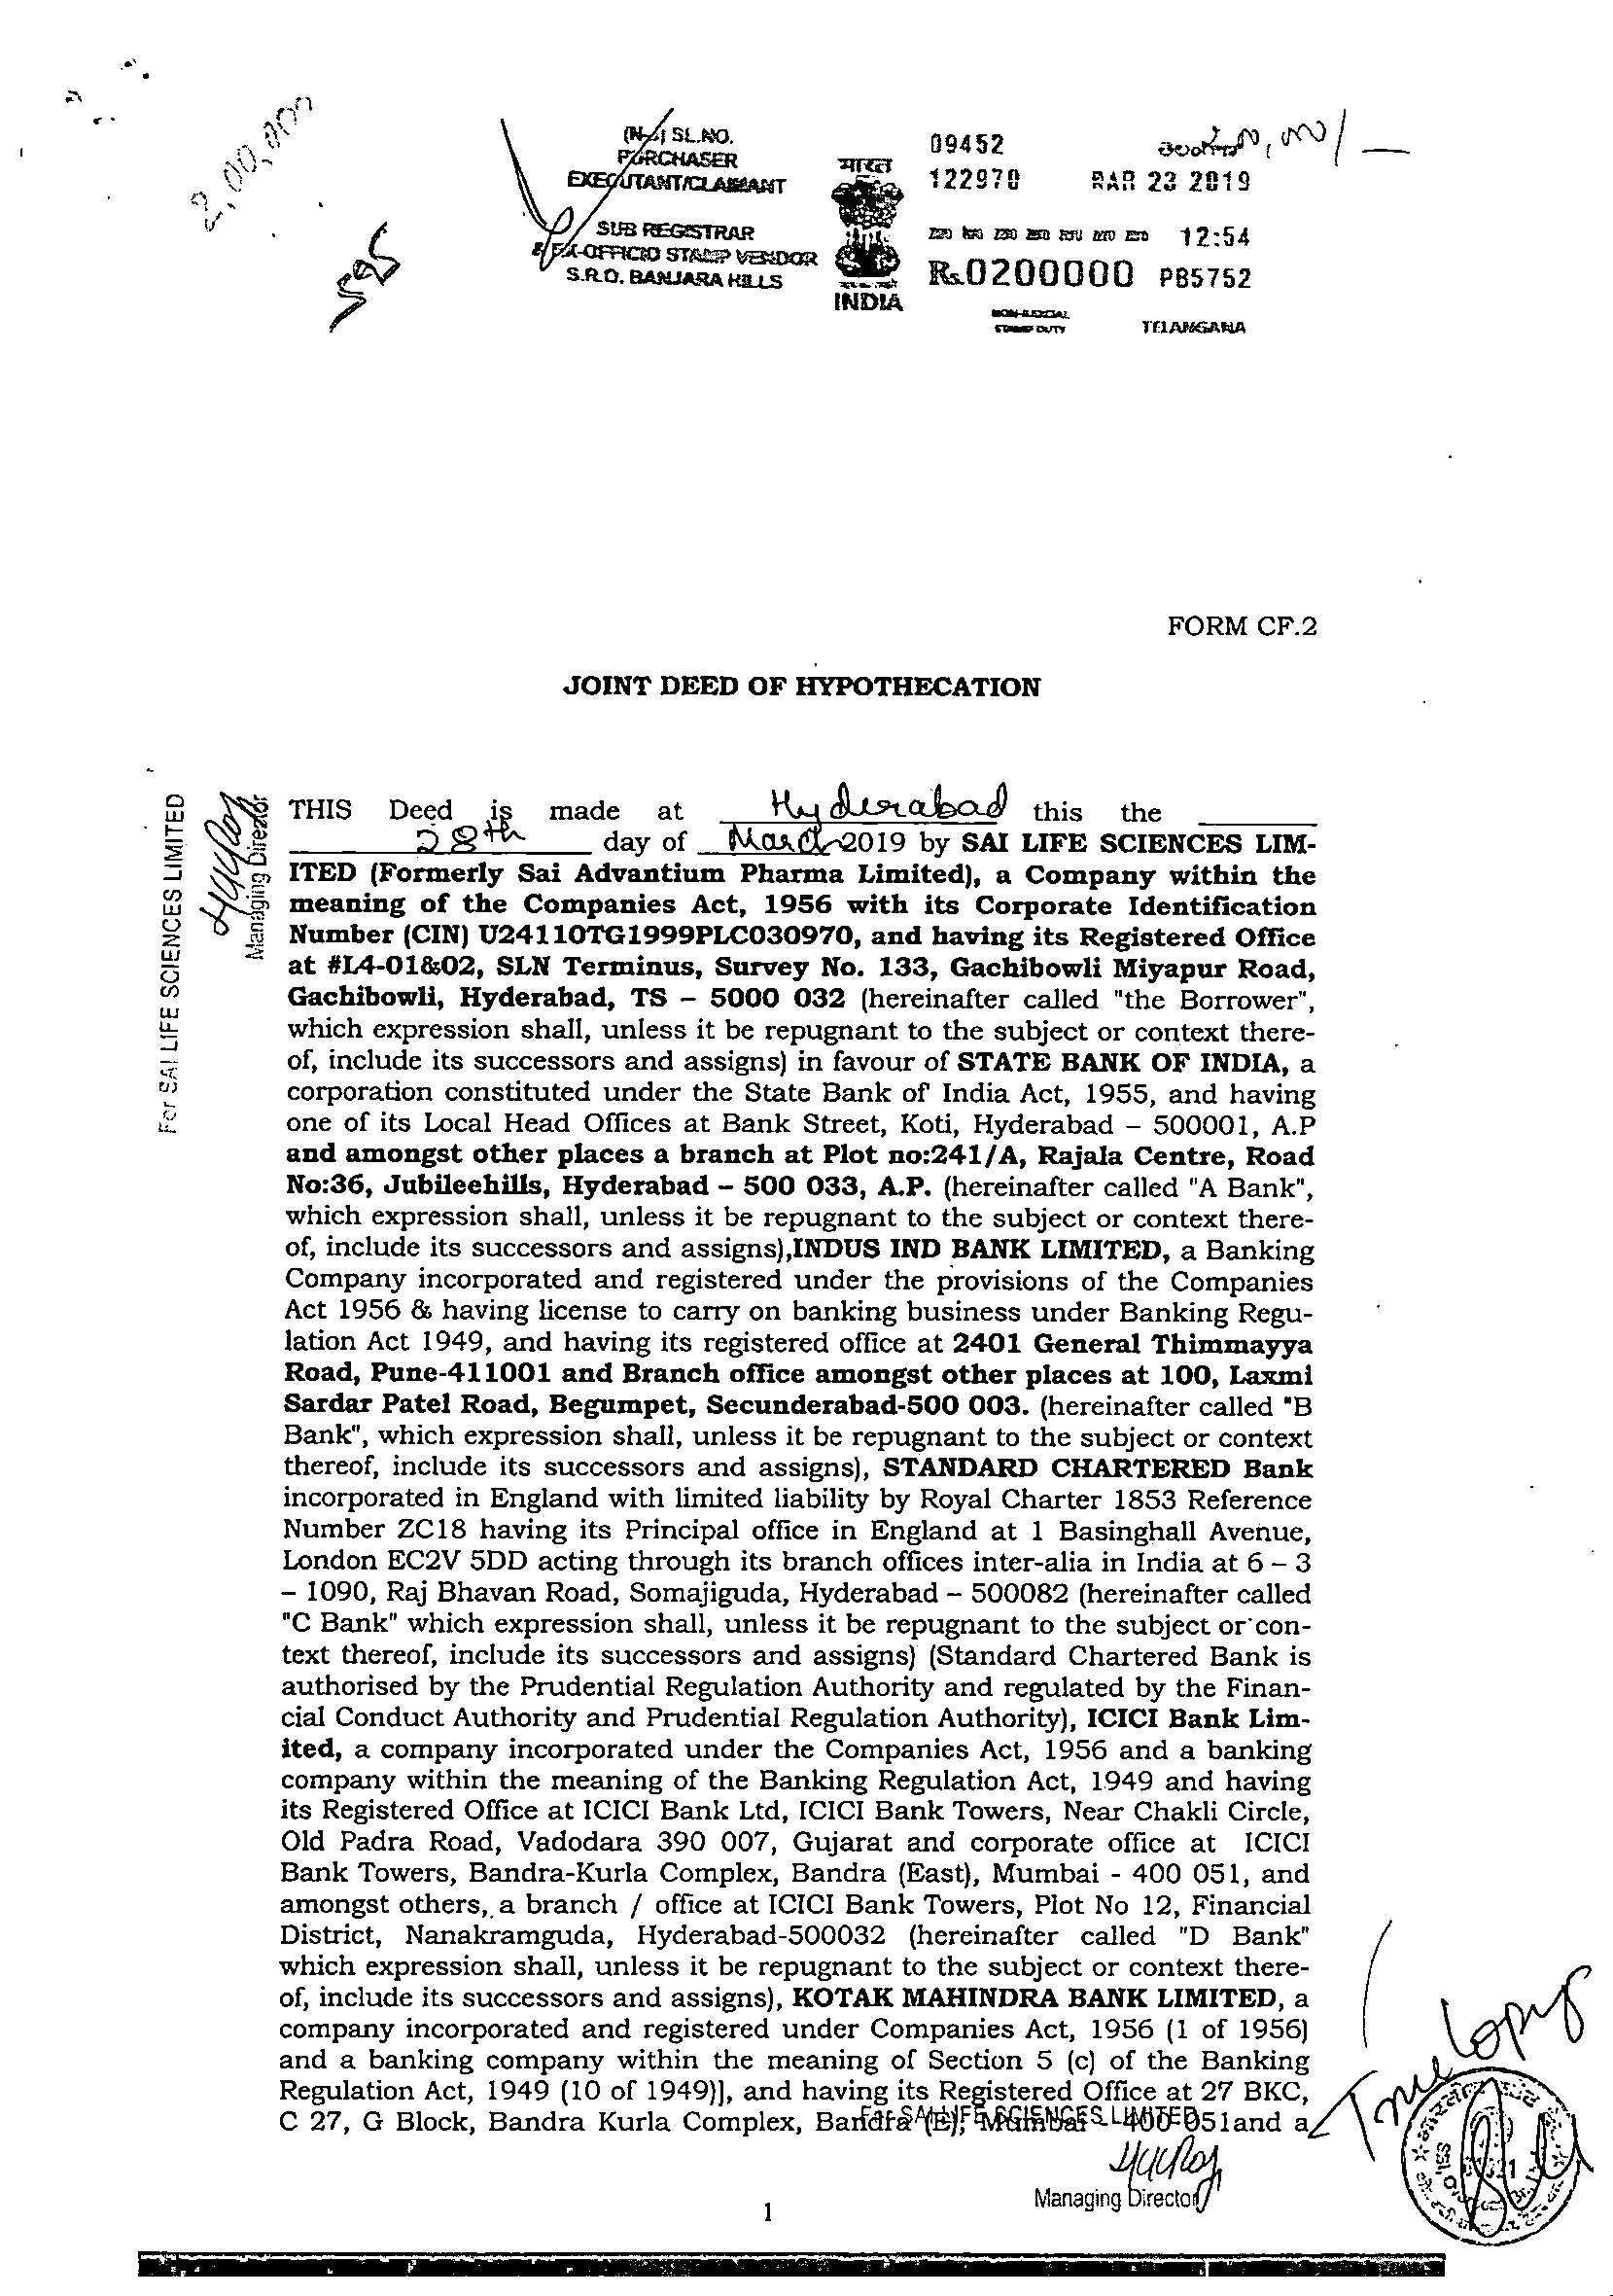 2,00,000
(N-J) SL.NO.
PURCHASER
EXECUTANT/CLAIMANT
SUB REGISTRAR
& EX-OFFICIO STAMP VENDOR
S.R.O. BANJARA HILLS
भारत
INDIA
09452
122970 MAR 23 2019
12:54
Rs.0200000 PB5752
NON-JUDICIAL
STAMP DUTY TELANGANA
FORM CF.2
JOINT DEED OF HYPOTHECATION
For SAI LIFE SCIENCES LIMITED
Managing Director
THIS Deed is made at Hyderabad this the
28th day of March 2019 by SAI LIFE SCIENCES LIM-
ITED (Formerly Sai Advantium Pharma Limited), a Company within the
meaning of the Companies Act, 1956 with its Corporate Identification
Number (CIN) U24110TG1999PLC030970, and having its Registered Office
at #L4-01&02, SLN Terminus, Survey No. 133, Gachibowli Miyapur Road,
Gachibowli, Hyderabad, TS – 5000 032 (hereinafter called "the Borrower",
which expression shall, unless it be repugnant to the subject or context there-
of, include its successors and assigns) in favour of STATE BANK OF INDIA, a
corporation constituted under the State Bank of India Act, 1955, and having
one of its Local Head Offices at Bank Street, Koti, Hyderabad – 500001, A.P
and amongst other places a branch at Plot no:241/A, Rajala Centre, Road
No:36, Jubileehills, Hyderabad – 500 033, A.P. (hereinafter called "A Bank",
which expression shall, unless it be repugnant to the subject or context there-
of, include its successors and assigns),INDUS IND BANK LIMITED, a Banking
Company incorporated and registered under the provisions of the Companies
Act 1956 & having license to carry on banking business under Banking Regu-
lation Act 1949, and having its registered office at 2401 General Thimmayya
Road, Pune-411001 and Branch office amongst other places at 100, Laxmi
Sardar Patel Road, Begumpet, Secunderabad-500 003. (hereinafter called "B
Bank", which expression shall, unless it be repugnant to the subject or context
thereof, include its successors and assigns), STANDARD CHARTERED Bank
incorporated in England with limited liability by Royal Charter 1853 Reference
Number ZC18 having its Principal office in England at 1 Basinghall Avenue,
London EC2V 5DD acting through its branch offices inter-alia in India at 6 – 3
– 1090, Raj Bhavan Road, Somajiguda, Hyderabad – 500082 (hereinafter called
"C Bank" which expression shall, unless it be repugnant to the subject or con-
text thereof, include its successors and assigns) (Standard Chartered Bank is
authorised by the Prudential Regulation Authority and regulated by the Finan-
cial Conduct Authority and Prudential Regulation Authority), ICICI Bank Lim-
ited, a company incorporated under the Companies Act, 1956 and a banking
company within the meaning of the Banking Regulation Act, 1949 and having
its Registered Office at ICICI Bank Ltd, ICICI Bank Towers, Near Chakli Circle,
Old Padra Road, Vadodara 390 007, Gujarat and corporate office at ICICI
Bank Towers, Bandra-Kurla Complex, Bandra (East), Mumbai - 400 051, and
amongst others, a branch / office at ICICI Bank Towers, Plot No 12, Financial
District, Nanakramguda, Hyderabad-500032 (hereinafter called "D Bank"
which expression shall, unless it be repugnant to the subject or context there-
of, include its successors and assigns), KOTAK MAHINDRA BANK LIMITED, a
company incorporated and registered under Companies Act, 1956 (1 of 1956)
and a banking company within the meaning of Section 5 (c) of the Banking
Regulation Act, 1949 (10 of 1949)], and having its Registered Office at 27 BKC,
C 27, G Block, Bandra Kurla Complex, Bandra (E), Mumbai - 400 051and a
True Copy
For SAI LIFE SCIENCES LIMITED
Managing Director
1